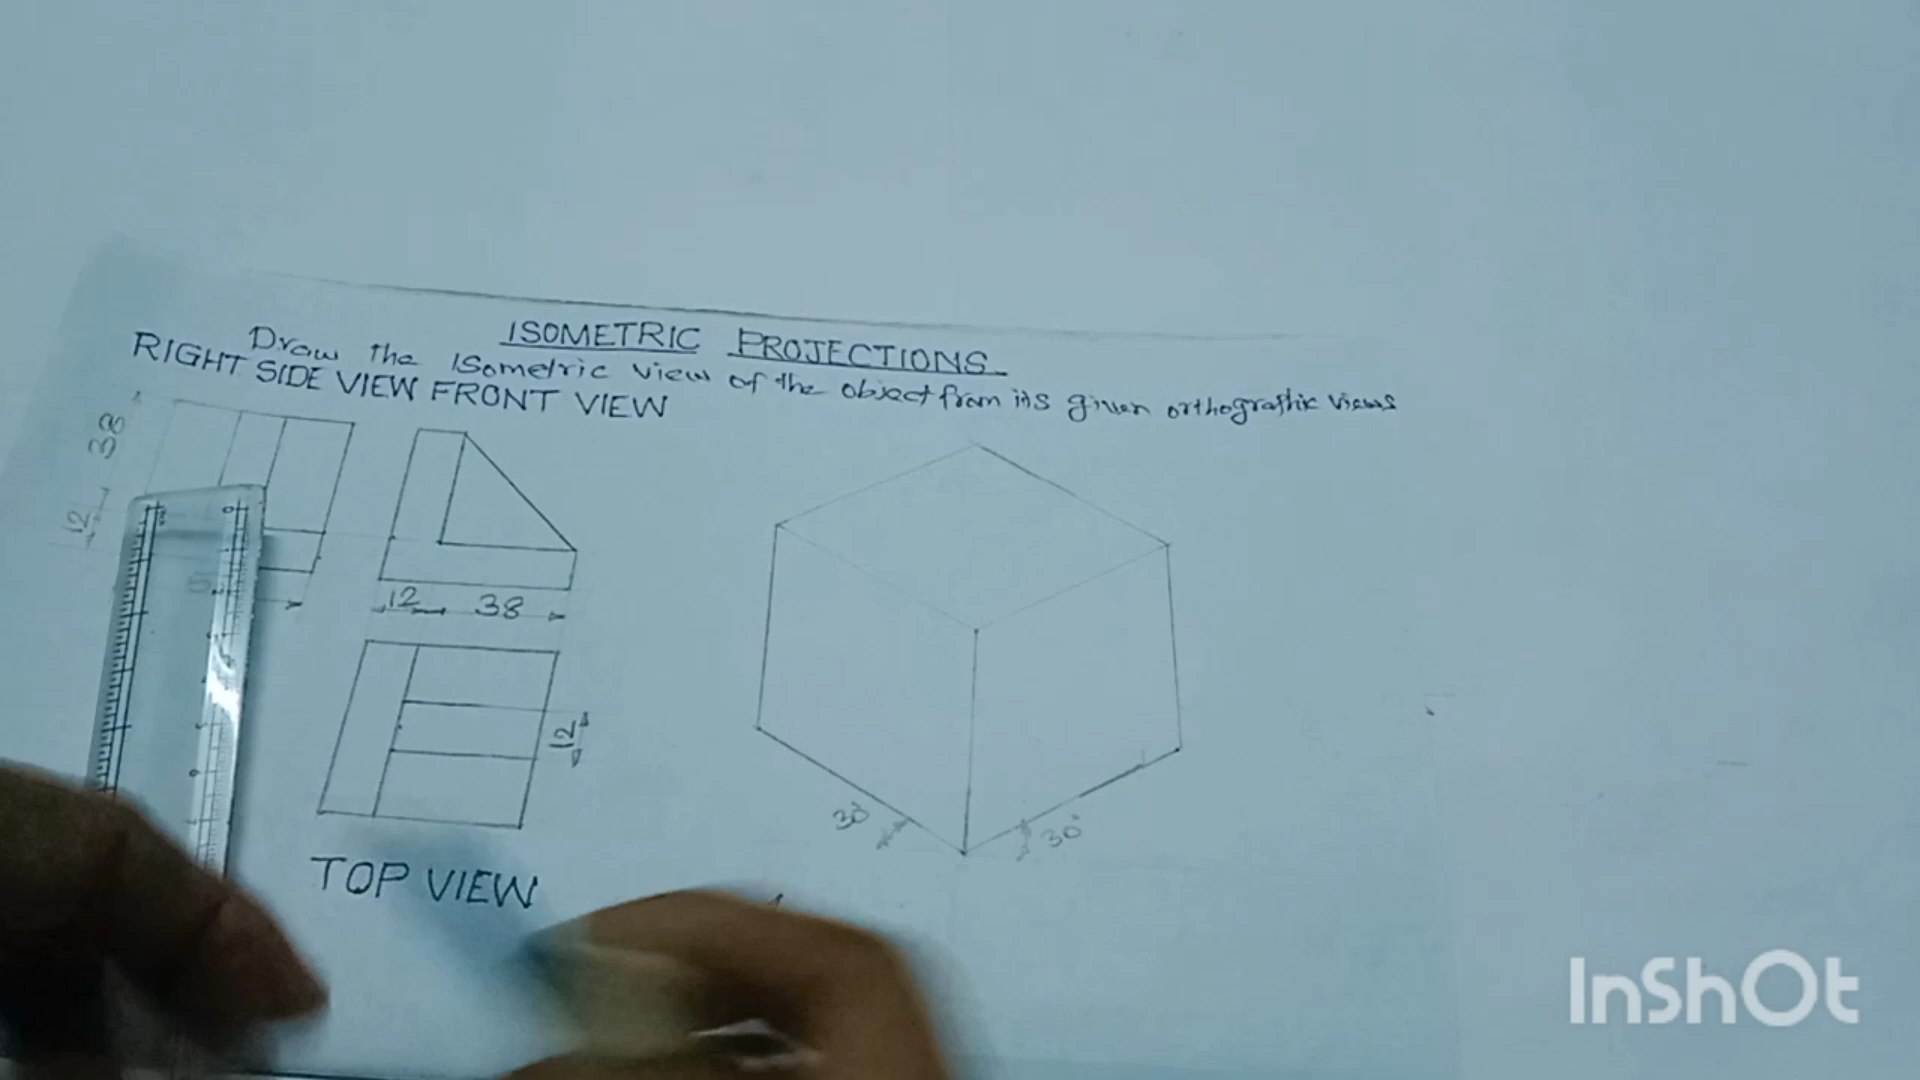 ISOMETRIC PROJECTIONS
Draw the Isometric view of the object from its given orthographic views
RIGHT SIDE VIEW FRONT VIEW
38
12
12 38
12
30°
30°
TOP VIEW
InShOt